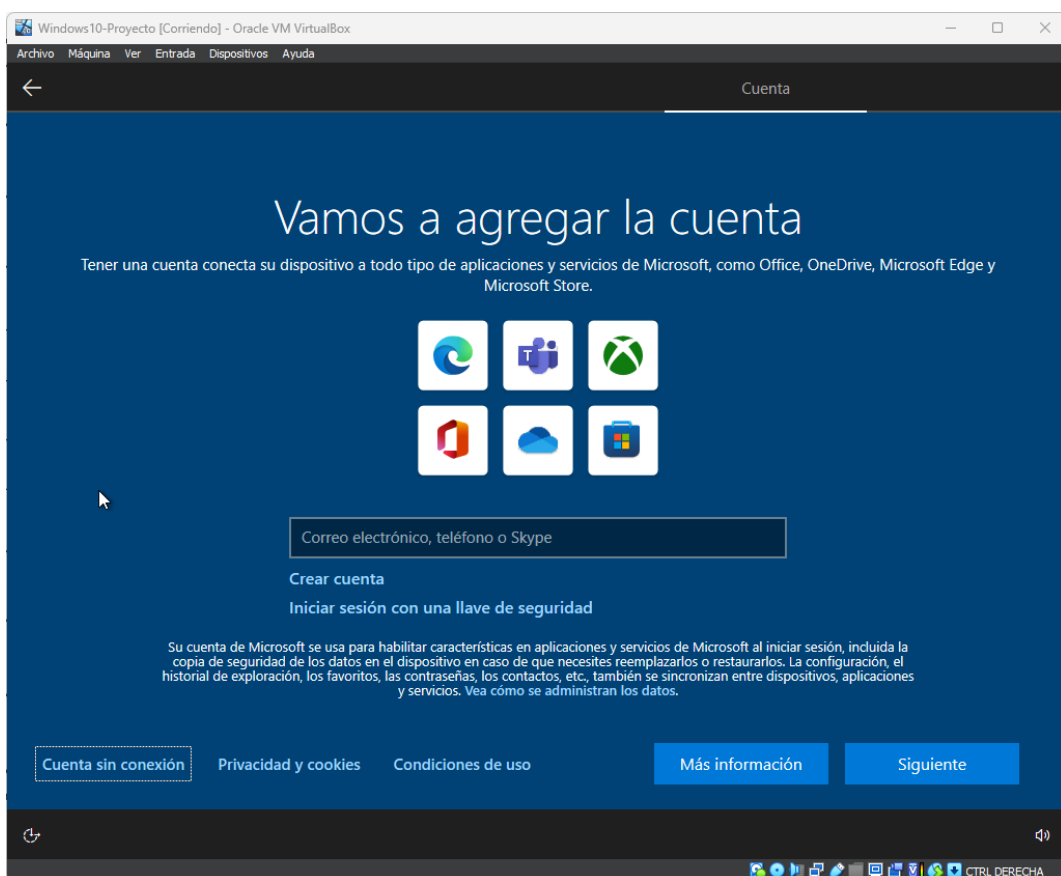 Windows10-Proyecto [Corriendo] - Oracle VM VirtualBox
Archivo Máquina Ver Entrada Dispositivos Ayuda
Cuenta
Vamos a agregar la cuenta
Tener una cuenta conecta su dispositivo a todo tipo de aplicaciones y servicios de Microsoft, como Office, OneDrive, Microsoft Edge y
Microsoft Store.
Correo electrónico, teléfono o Skype
Crear cuenta
Iniciar sesión con una llave de seguridad
Su cuenta de Microsoft se usa para habilitar características en aplicaciones y servicios de Microsoft al iniciar sesión, incluida la
copia de seguridad de los datos en el dispositivo en caso de que necesites reemplazarlos o restaurarlos. La configuración, el
historial de exploración, los favoritos, las contraseñas, los contactos, etc., también se sincronizan entre dispositivos, aplicaciones
y servicios. Vea cómo se administran los datos.
Cuenta sin conexión Privacidad y cookies Condiciones de uso Más información Siguiente
CTRL DERECHA